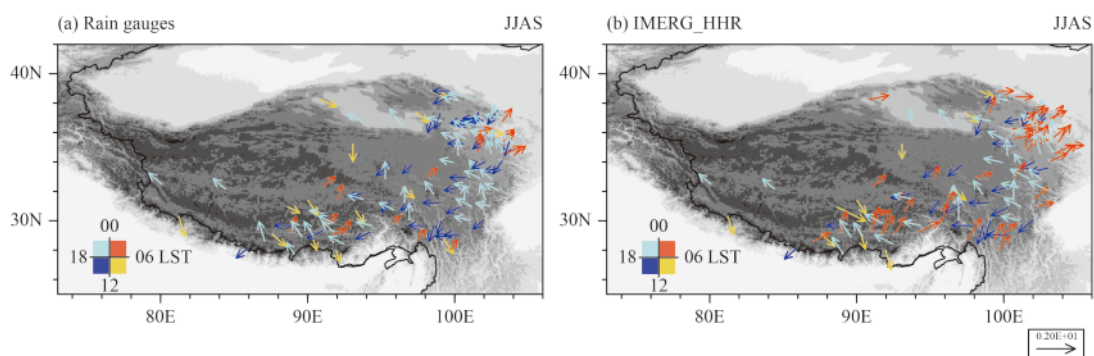 (a) Rain gauges JJAS
(b) IMERG_HHR JJAS
40N
30N
00
18 06 LST
12
80E 90E 100E
40N
30N
00
18 06 LST
12
80E 90E 100E
0.20E+01